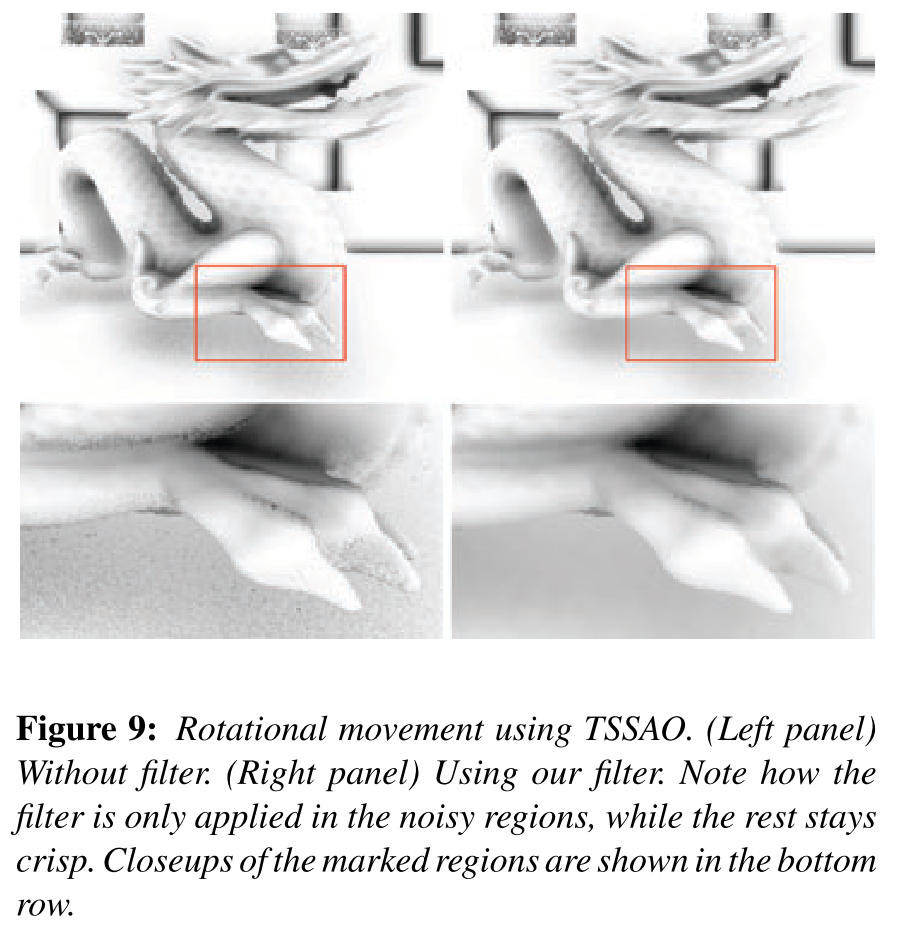 Figure 9: Rotational movement using TSSAO. (Left panel)
Without filter. (Right panel) Using our filter. Note how the
filter is only applied in the noisy regions, while the rest stays
crisp. Closeups of the marked regions are shown in the bottom
row.